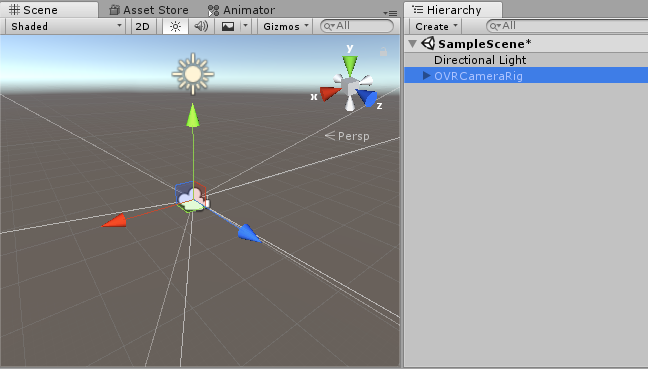 Scene
Asset Store
Animator
Hierarchy
Shaded
2D
Gizmos
All
Create
All
SampleScene*
Directional Light
OVRCameraRig
y
x
z
Persp